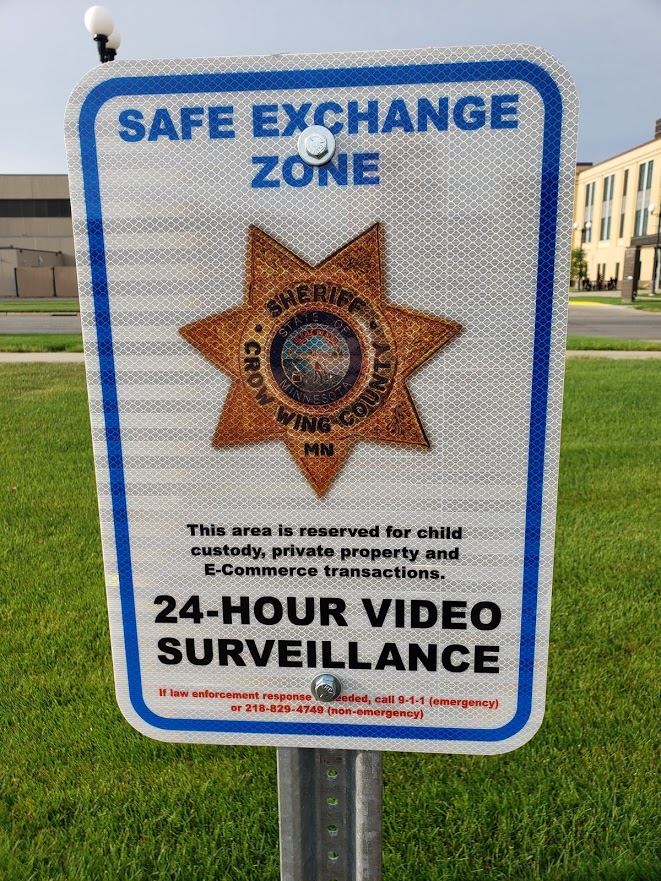 SAFE EXCHANGE
ZONE
SHERIFF
STATE OF
MINNESOTA
CROW WING COUNTY
MN
This area is reserved for child
custody, private property and
E-Commerce transactions.
24-HOUR VIDEO
SURVEILLANCE
If law enforcement response eeded, call 9-1-1 (emergency)
or 218-829-4749 (non-emergency)